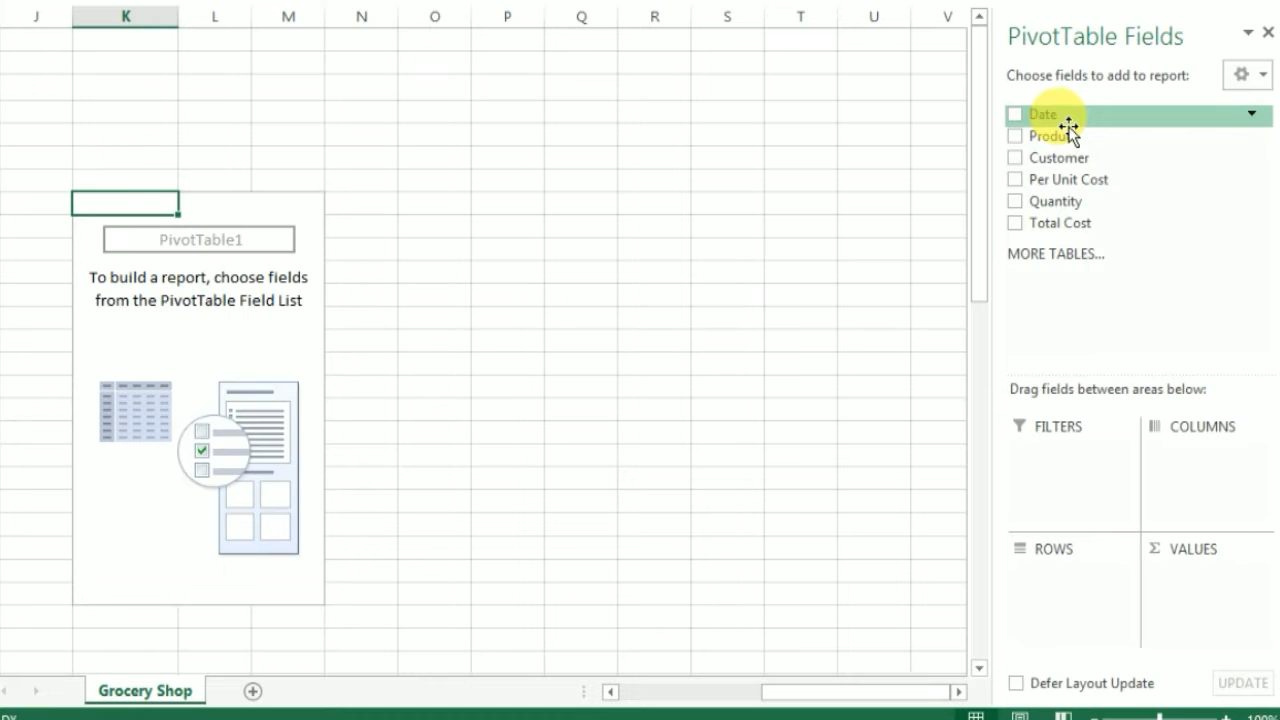 J K L M N O P Q R S T U V
PivotTable Fields
Choose fields to add to report:
Date
Produ
Customer
Per Unit Cost
Quantity
Total Cost
MORE TABLES...
PivotTable1
To build a report, choose fields
from the PivotTable Field List
Drag fields between areas below:
FILTERS
COLUMNS
ROWS
Σ VALUES
Defer Layout Update
UPDATE
Grocery Shop
100%